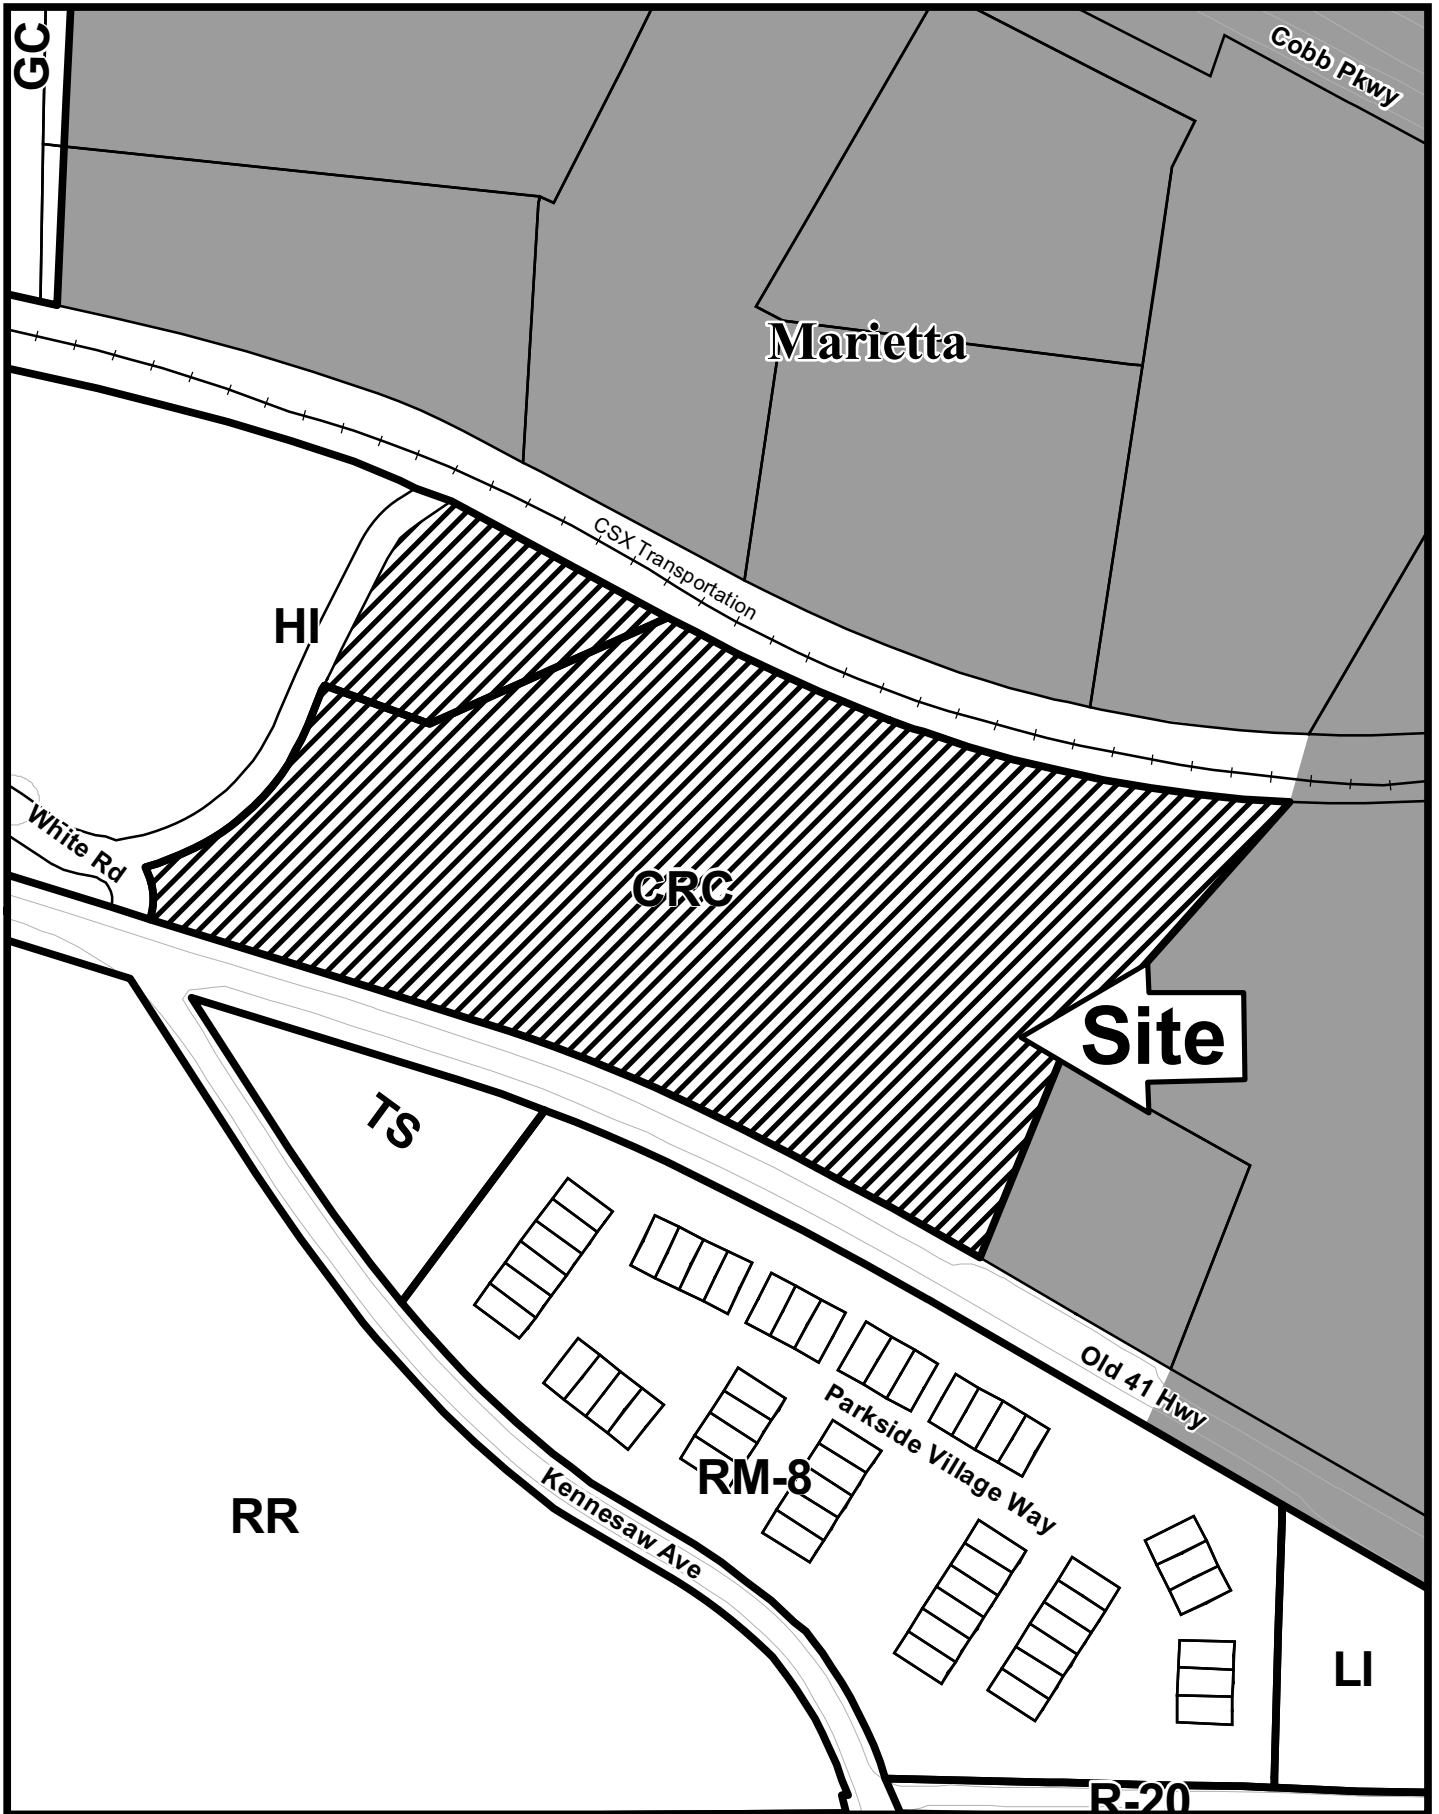 GC
Cobb Pkwy
Marietta
CSX Transportation
HI
White Rd
CRC
Site
TS
Old 41 Hwy
Parkside Village Way
RM-8
Kennesaw Ave
RR
LI
R-20